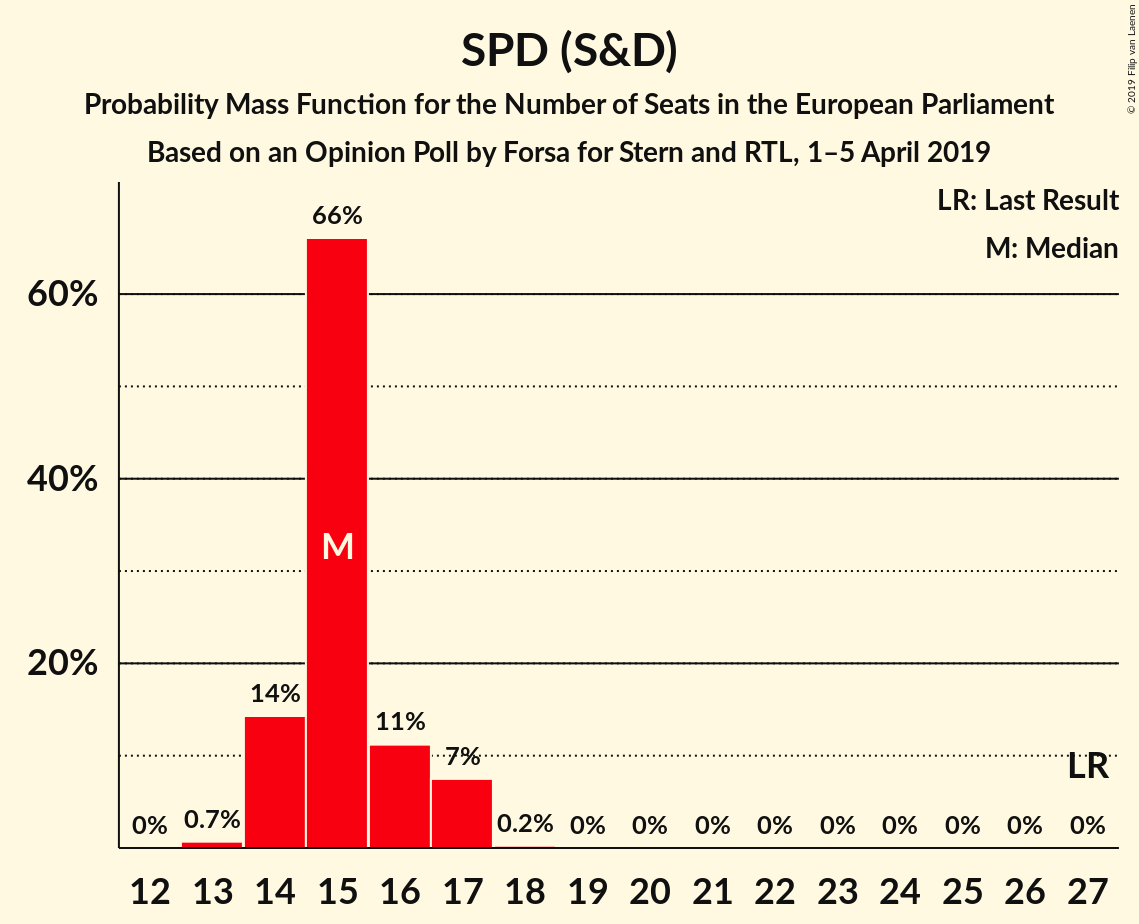 SPD (S&D)
Probability Mass Function for the Number of Seats in the European Parliament
Based on an Opinion Poll by Forsa for Stern and RTL, 1–5 April 2019
© 2019 Filip van Laenen
LR: Last Result
M: Median
60%
40%
20%
0% 0.7% 14% 66% 11% 7% 0.2% 0% 0% 0% 0% 0% 0% 0% 0% 0%
M
LR
12 13 14 15 16 17 18 19 20 21 22 23 24 25 26 27